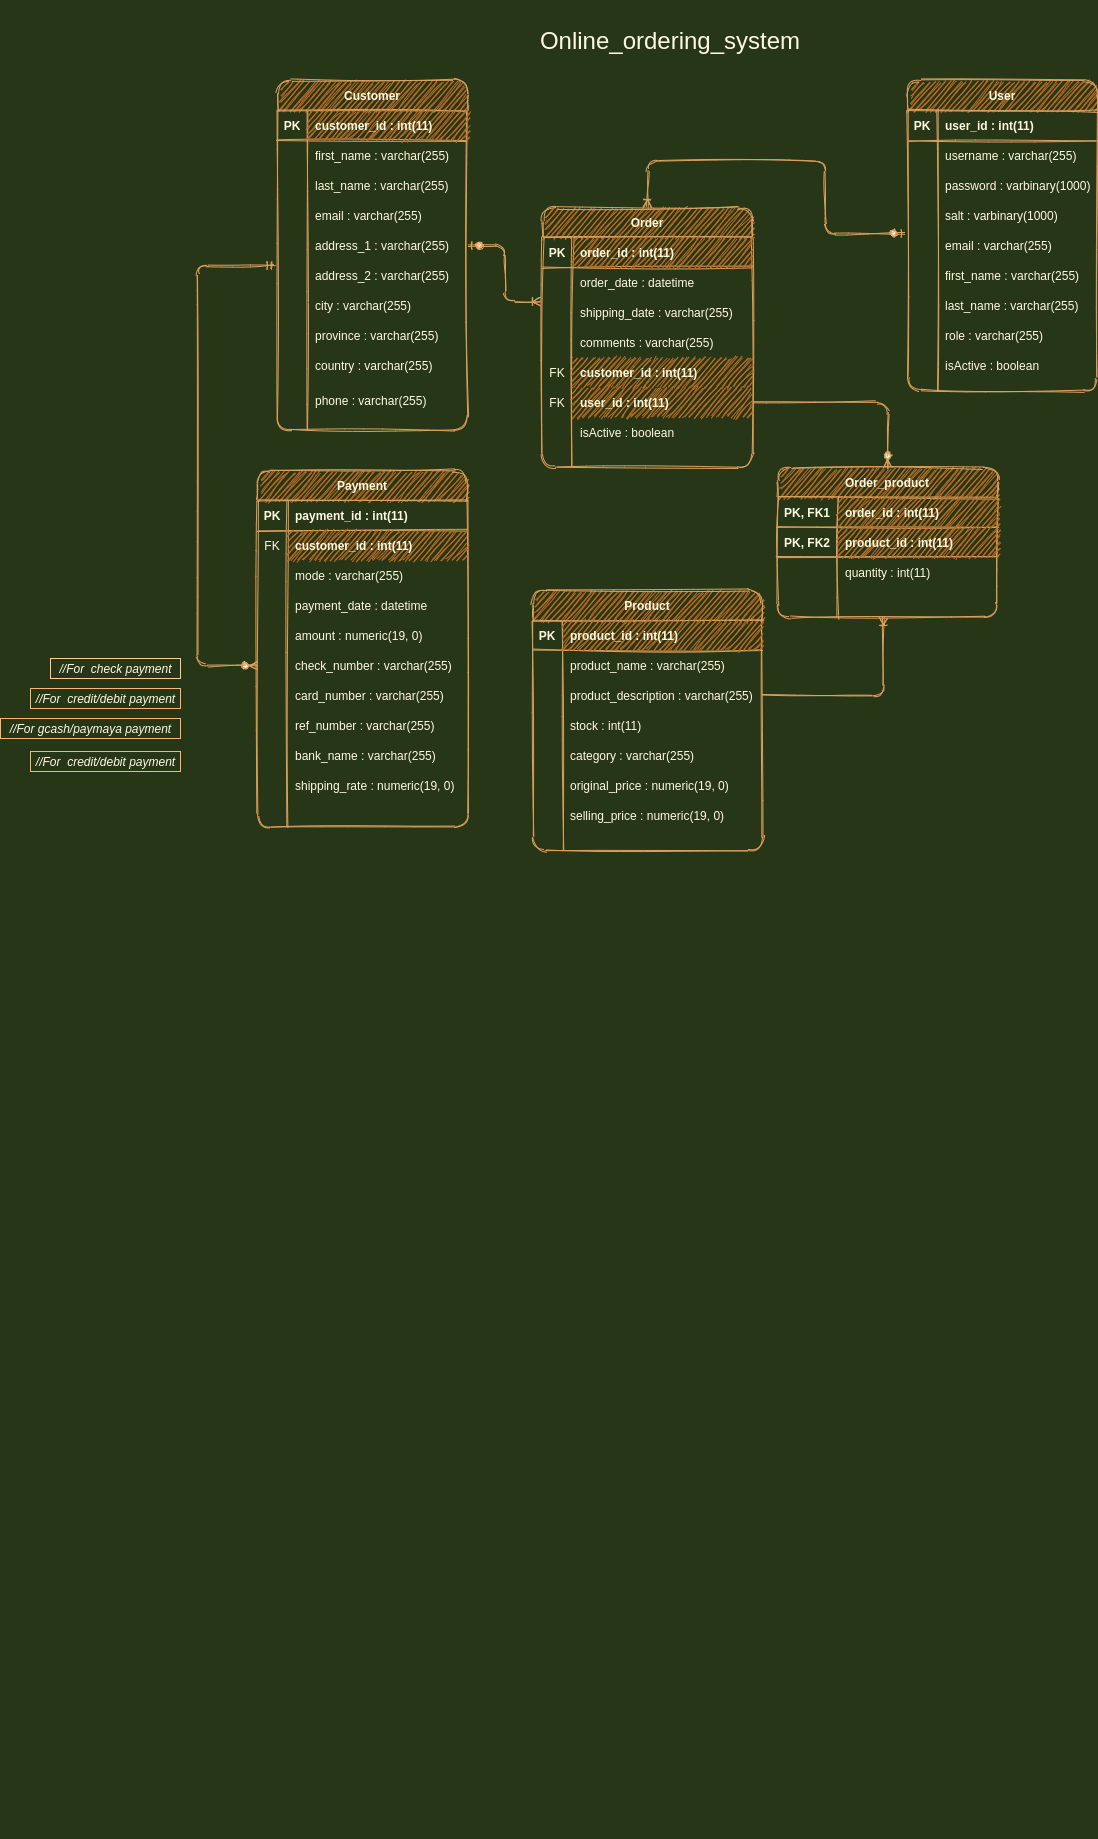 Online_ordering_system
Customer
PK customer_id : int(11)
first_name : varchar(255)
last_name : varchar(255)
email : varchar(255)
address_1 : varchar(255)
address_2 : varchar(255)
city : varchar(255)
province : varchar(255)
country : varchar(255)
phone : varchar(255)
User
PK user_id : int(11)
username : varchar(255)
password : varbinary(1000)
salt : varbinary(1000)
email : varchar(255)
first_name : varchar(255)
last_name : varchar(255)
role : varchar(255)
isActive : boolean
Order
PK order_id : int(11)
order_date : datetime
shipping_date : varchar(255)
comments : varchar(255)
FK customer_id : int(11)
FK user_id : int(11)
isActive : boolean
Payment
PK payment_id : int(11)
FK customer_id : int(11)
mode : varchar(255)
payment_date : datetime
amount : numeric(19, 0)
check_number : varchar(255)
card_number : varchar(255)
ref_number : varchar(255)
bank_name : varchar(255)
shipping_rate : numeric(19, 0)
//For  check payment
//For  credit/debit payment
//For gcash/paymaya payment
//For  credit/debit payment
Order_product
PK, FK1 order_id : int(11)
PK, FK2 product_id : int(11)
quantity : int(11)
Product
PK product_id : int(11)
product_name : varchar(255)
product_description : varchar(255)
stock : int(11)
category : varchar(255)
original_price : numeric(19, 0)
selling_price : numeric(19, 0)